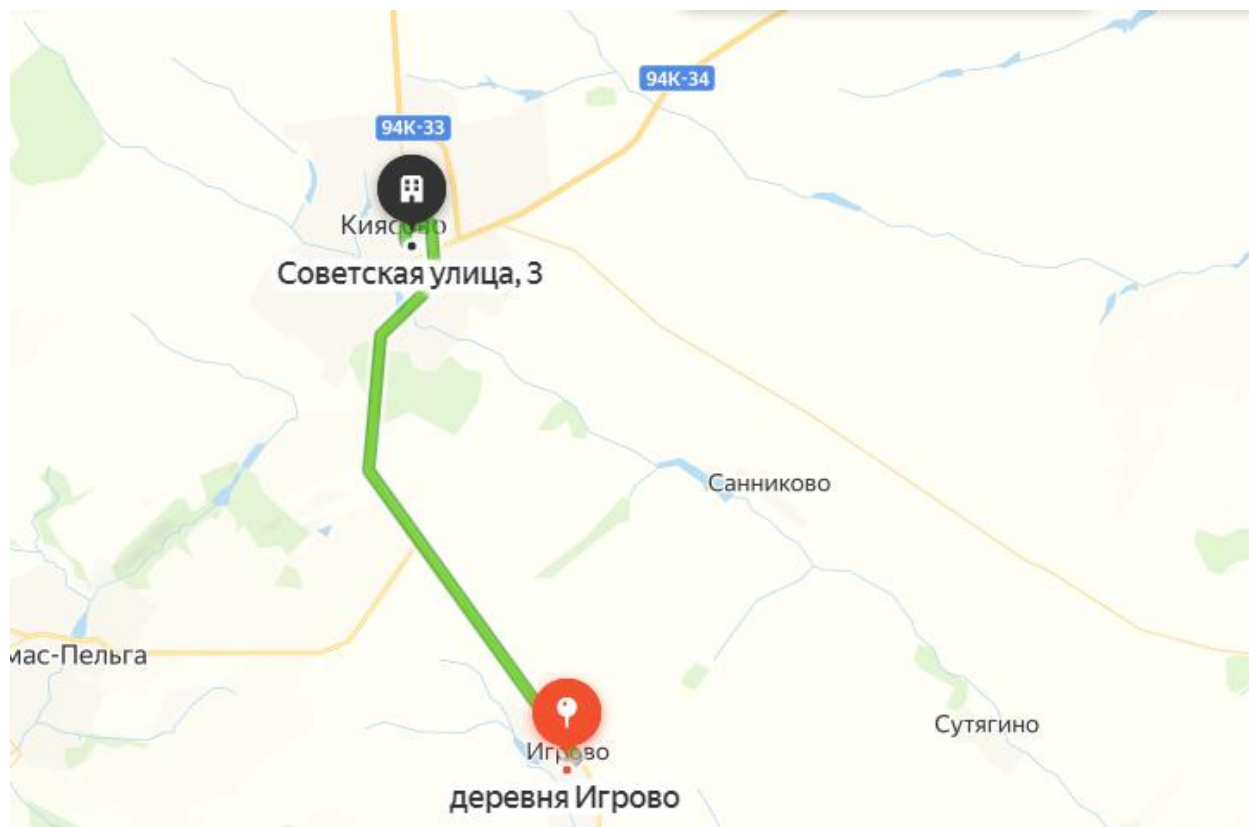 94К-34
94К-33
Киясово
Советская улица, 3
Санниково
мас-Пельга
Сутягино
Игрово
деревня Игрово